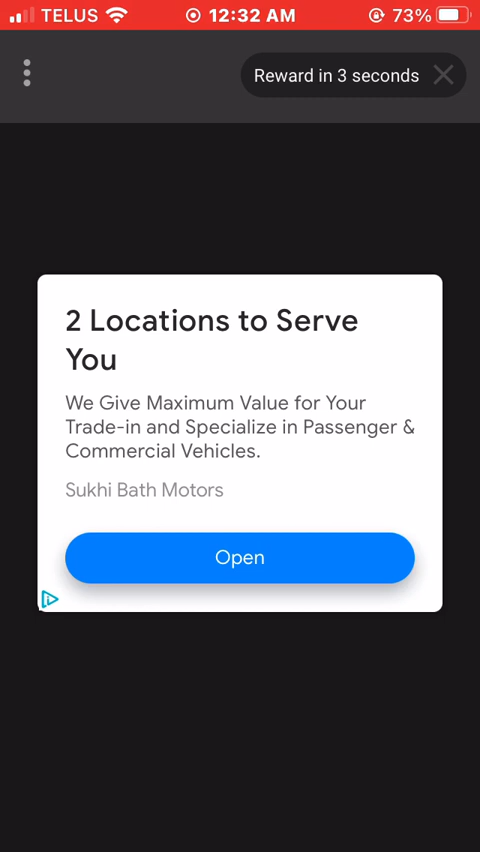 TELUS 12:32 AM 73%
Reward in 3 seconds
2 Locations to Serve
You
We Give Maximum Value for Your
Trade-in and Specialize in Passenger &
Commercial Vehicles.
Sukhi Bath Motors
Open